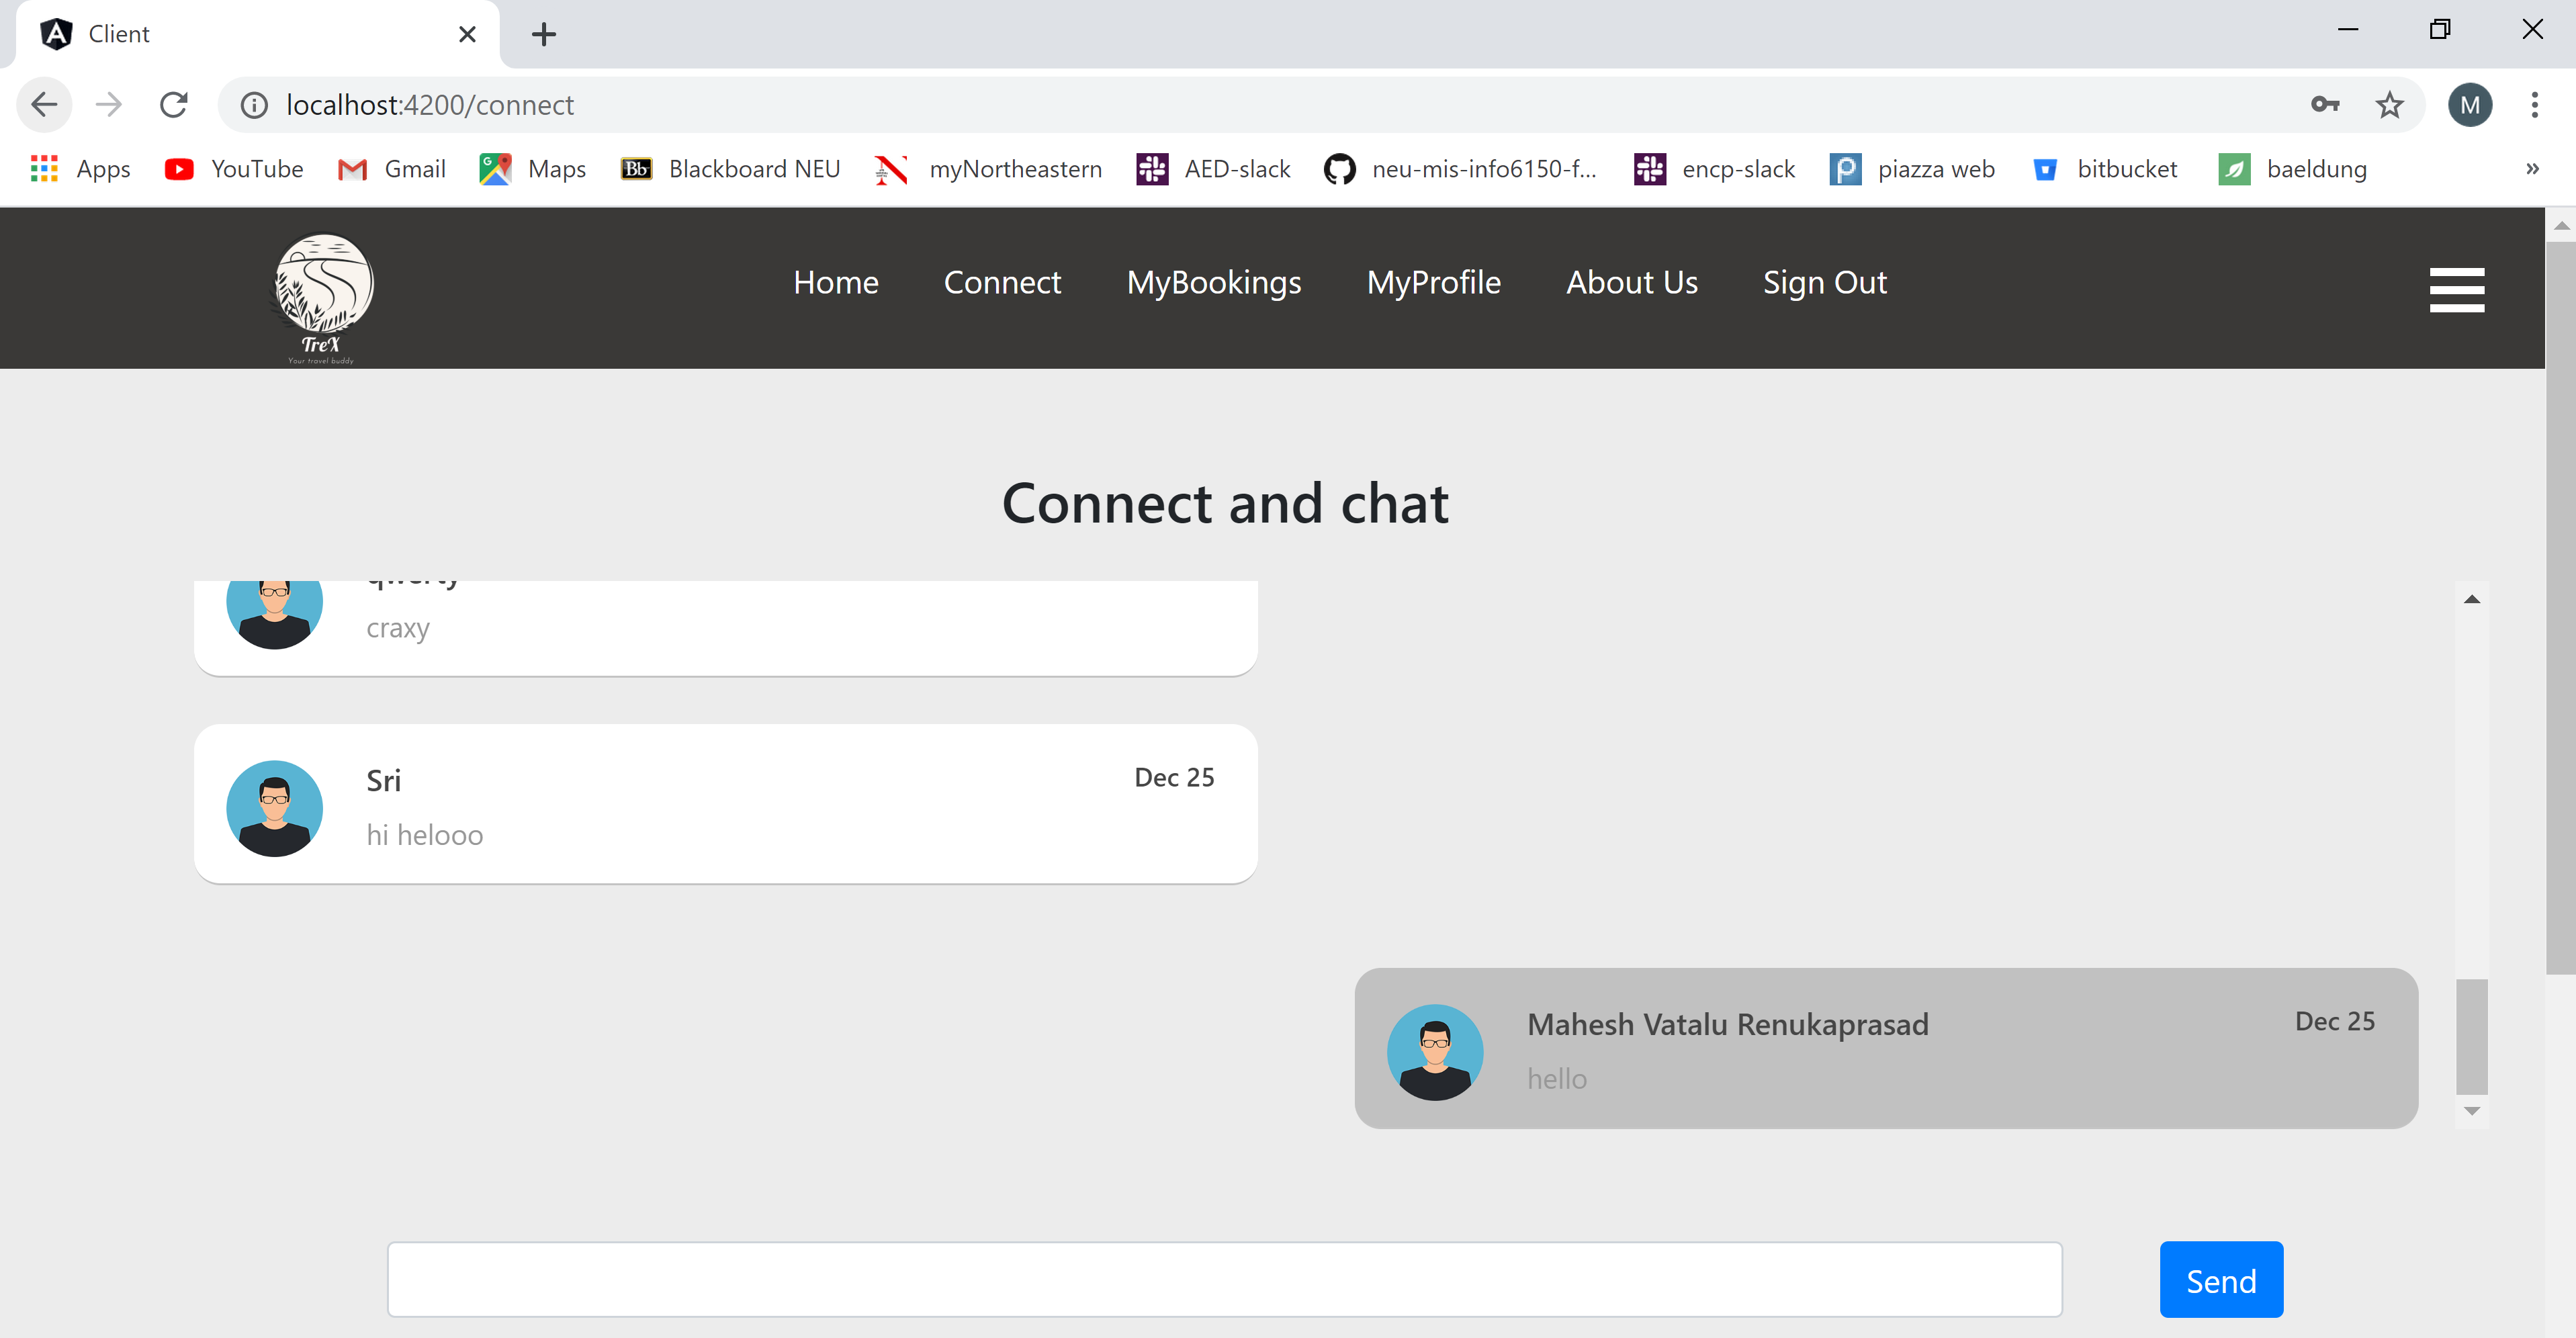 Client
localhost:4200/connect
Apps YouTube Gmail Maps Blackboard NEU myNortheastern AED-slack neu-mis-info6150-f... encp-slack piazza web bitbucket baeldung »
Bb
TreX
Your travel buddy
Home Connect MyBookings MyProfile About Us Sign Out
M
Connect and chat
qwerty
craxy
Sri Dec 25
hi helooo
Mahesh Vatalu Renukaprasad Dec 25
hello
Send